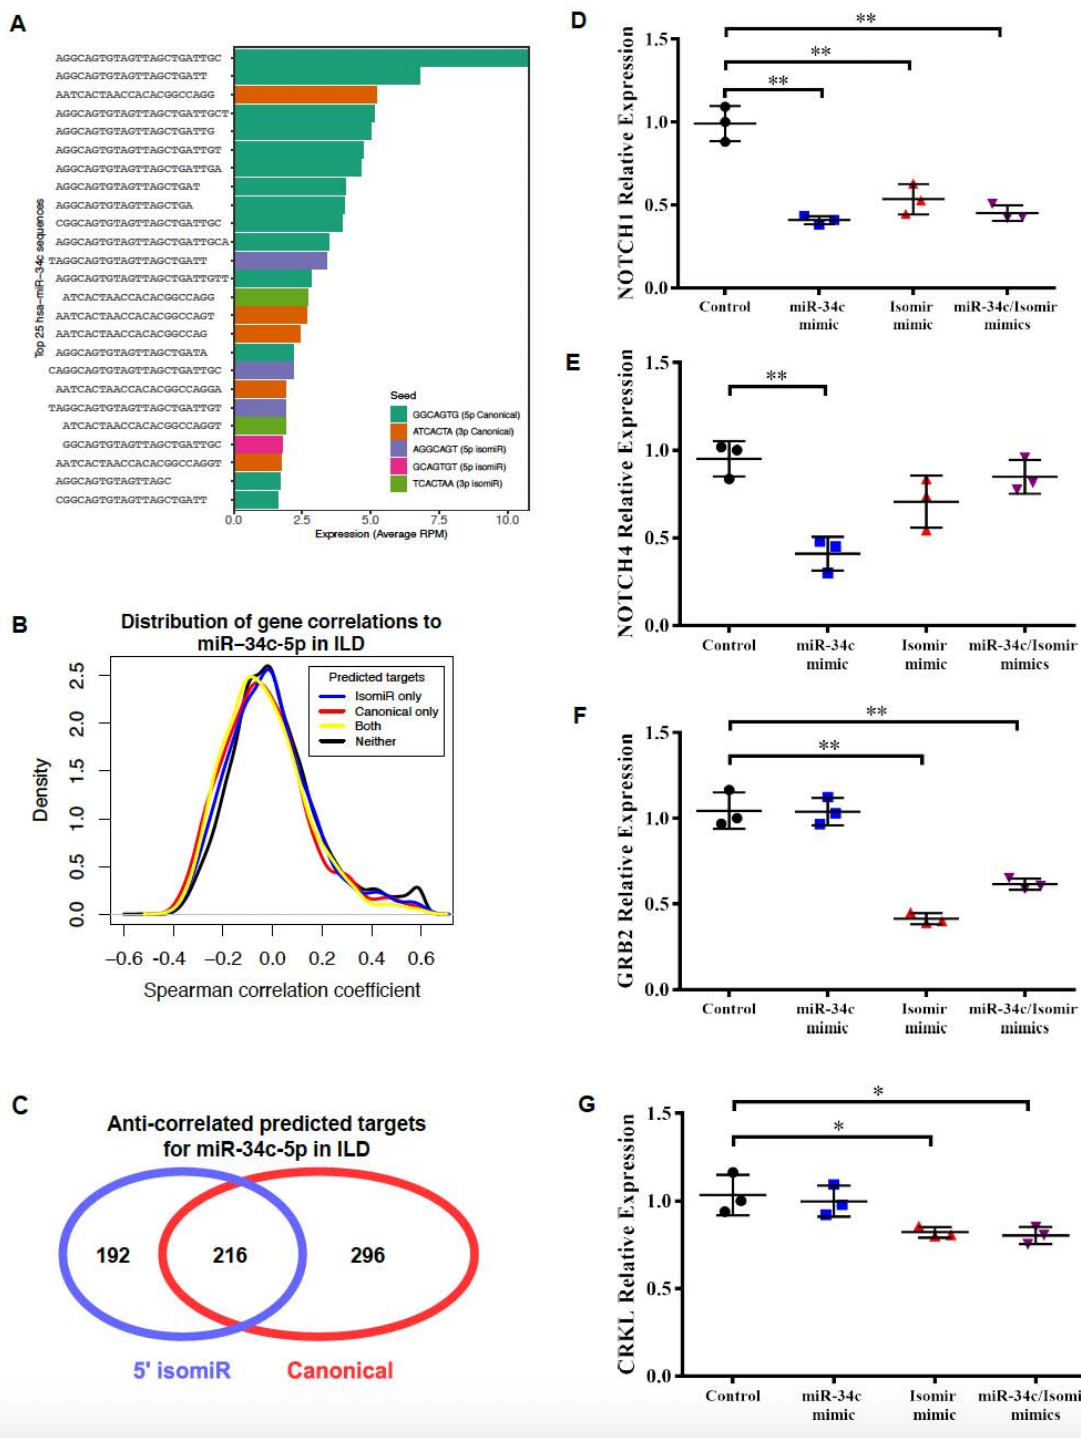 A
Top 25 hsa-miR-34c sequences
AGGCAGTGTAGTTAGCTGATTGC
AGGCAGTGTAGTTAGCTGATT
AATCACTAACCACACGGCCAGG
AGGCAGTGTAGTTAGCTGATTGCT
AGGCAGTGTAGTTAGCTGATTG
AGGCAGTGTAGTTAGCTGATTGT
AGGCAGTGTAGTTAGCTGATTGA
AGGCAGTGTAGTTAGCTGAT
AGGCAGTGTAGTTAGCTGA
CGGCAGTGTAGTTAGCTGATTGC
AGGCAGTGTAGTTAGCTGATTGCA
TAGGCAGTGTAGTTAGCTGATT
AGGCAGTGTAGTTAGCTGATTGTT
ATCACTAACCACACGGCCAGG
AATCACTAACCACACGGCCAGT
AATCACTAACCACACGGCCAG
AGGCAGTGTAGTTAGCTGATA
CAGGCAGTGTAGTTAGCTGATTGC
AATCACTAACCACACGGCCAGGA
TAGGCAGTGTAGTTAGCTGATTGT
ATCACTAACCACACGGCCAGGT
GGCAGTGTAGTTAGCTGATTGC
AATCACTAACCACACGGCCAGGT
AGGCAGTGTAGTTAGC
CGGCAGTGTAGTTAGCTGATT
Seed
GGCAGTG (5p Canonical)
ATCACTA (3p Canonical)
AGGCAGT (5p isomiR)
GCAGTGT (5p isomiR)
TCACTAA (3p isomiR)
0.0 2.5 5.0 7.5 10.0
Expression (Average RPM)
B
Distribution of gene correlations to
miR-34c-5p in ILD
Density
2.5
2.0
1.5
1.0
0.5
0.0
Predicted targets
IsomiR only
Canonical only
Both
Neither
-0.6 -0.4 -0.2 0.0 0.2 0.4 0.6
Spearman correlation coefficient
C
Anti-correlated predicted targets
for miR-34c-5p in ILD
192 216 296
5' isomiR Canonical
D
NOTCH1 Relative Expression
1.5
1.0
0.5
0.0
**
**
**
Control miR-34c Isomir miR-34c/Isomir
mimic mimic mimics
E
NOTCH4 Relative Expression
1.5
1.0
0.5
0.0
**
Control miR-34c Isomir miR-34c/Isomir
mimic mimic mimics
F
GRB2 Relative Expression
1.5
1.0
0.5
0.0
**
**
Control miR-34c Isomir miR-34c/Isomir
mimic mimic mimics
G
CRKL Relative Expression
1.5
1.0
0.5
0.0
*
*
Control miR-34c Isomir miR-34c/Isomi
mimic mimic mimics